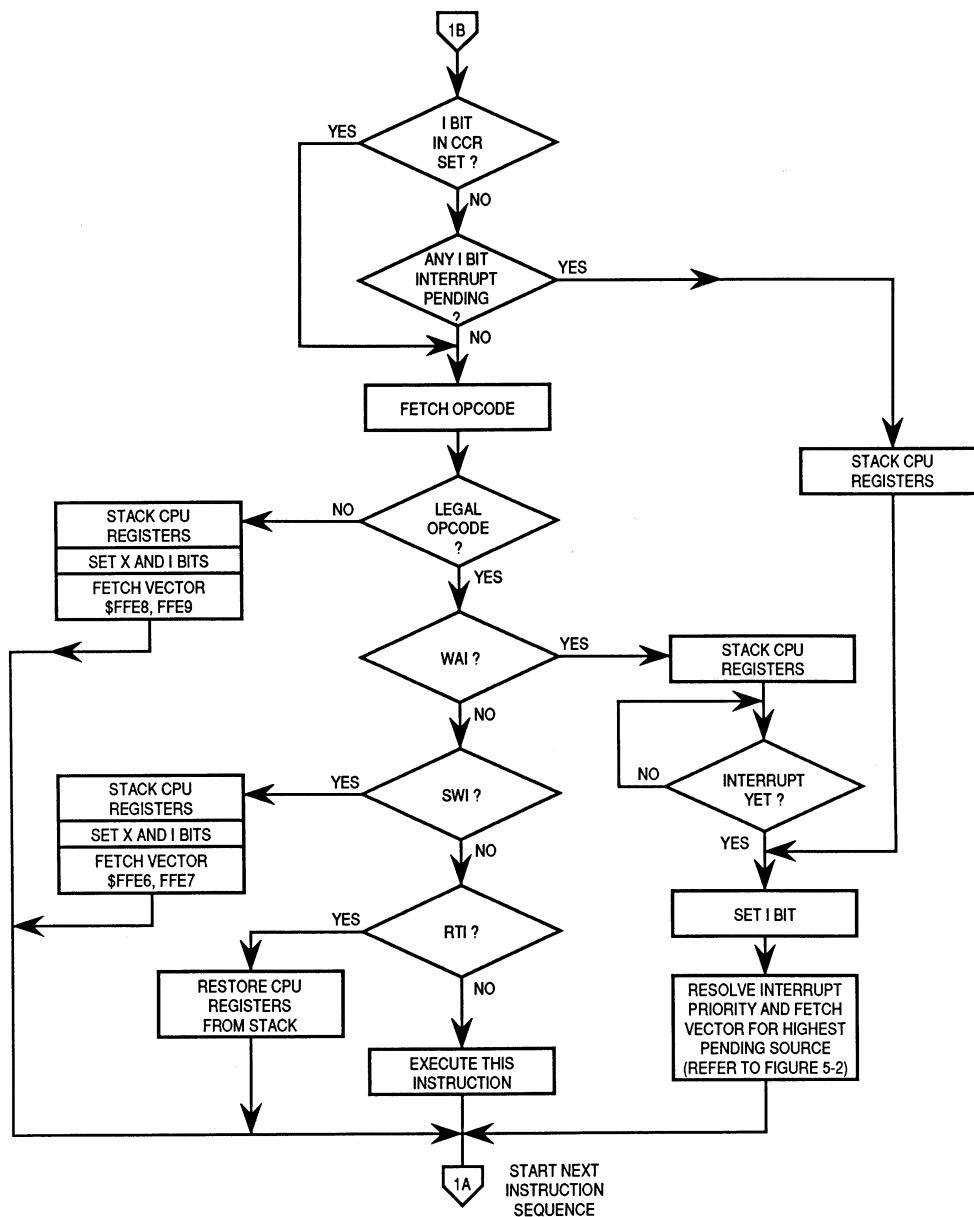 1B
I BIT
IN CCR
SET ?
YES
NO
ANY I BIT
INTERRUPT
PENDING
?
YES
NO
FETCH OPCODE
STACK CPU
REGISTERS
LEGAL
OPCODE
?
NO
YES
STACK CPU
REGISTERS
SET X AND I BITS
FETCH VECTOR
$FFE8, FFE9
WAI ?
YES
NO
STACK CPU
REGISTERS
INTERRUPT
YET ?
NO
YES
SWI ?
YES
NO
STACK CPU
REGISTERS
SET X AND I BITS
FETCH VECTOR
$FFE6, FFE7
SET I BIT
RTI ?
YES
NO
RESTORE CPU
REGISTERS
FROM STACK
RESOLVE INTERRUPT
PRIORITY AND FETCH
VECTOR FOR HIGHEST
PENDING SOURCE
(REFER TO FIGURE 5-2)
EXECUTE THIS
INSTRUCTION
1A
START NEXT
INSTRUCTION
SEQUENCE